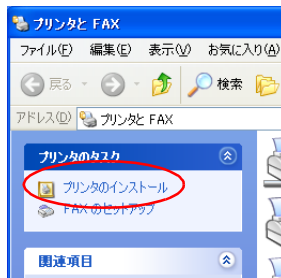 プリンタと FAX
ファイル(F) 編集(E) 表示(V) お気に入り(A)
戻る 検索
アドレス(D) プリンタと FAX
プリンタのタスク
プリンタのインストール
FAX のセットアップ
関連項目